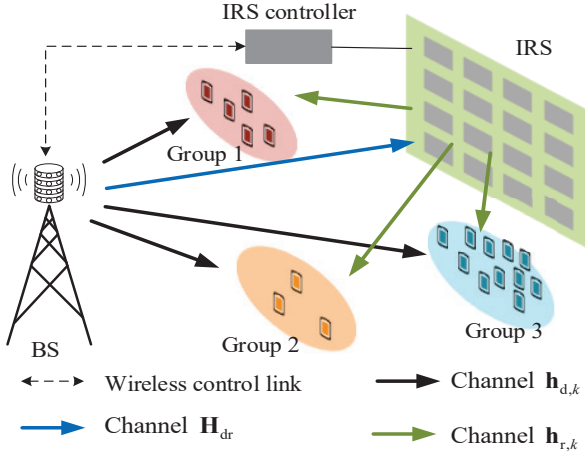 IRS controller
IRS
Group 1
Group 2
Group 3
BS
Wireless control link
Channel h_d,k
Channel H_dr
Channel h_r,k